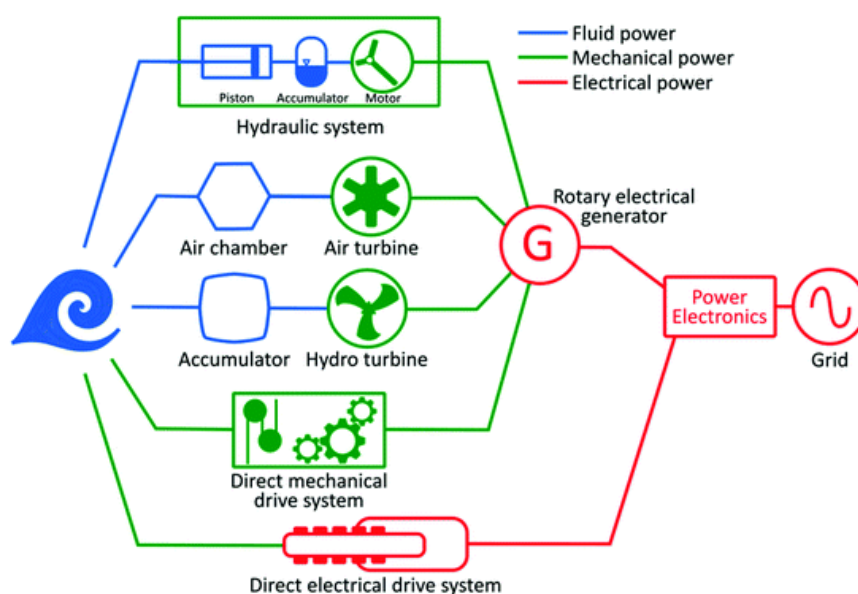 Fluid power
Mechanical power
Electrical power
Piston
Accumulator
Motor
Hydraulic system
Air chamber
Air turbine
Rotary electrical
generator
G
Accumulator
Hydro turbine
Power
Electronics
Grid
Direct mechanical
drive system
Direct electrical drive system